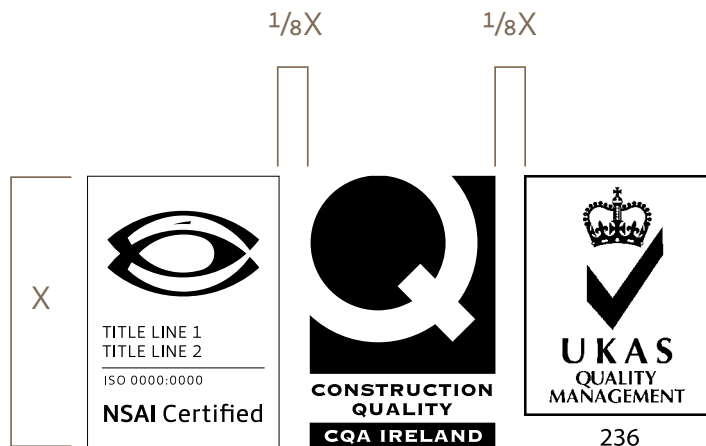 1/8X
1/8X
X
TITLE LINE 1
TITLE LINE 2
ISO 0000:0000
NSAI Certified
CONSTRUCTION
QUALITY
CQA IRELAND
UKAS
QUALITY
MANAGEMENT
236